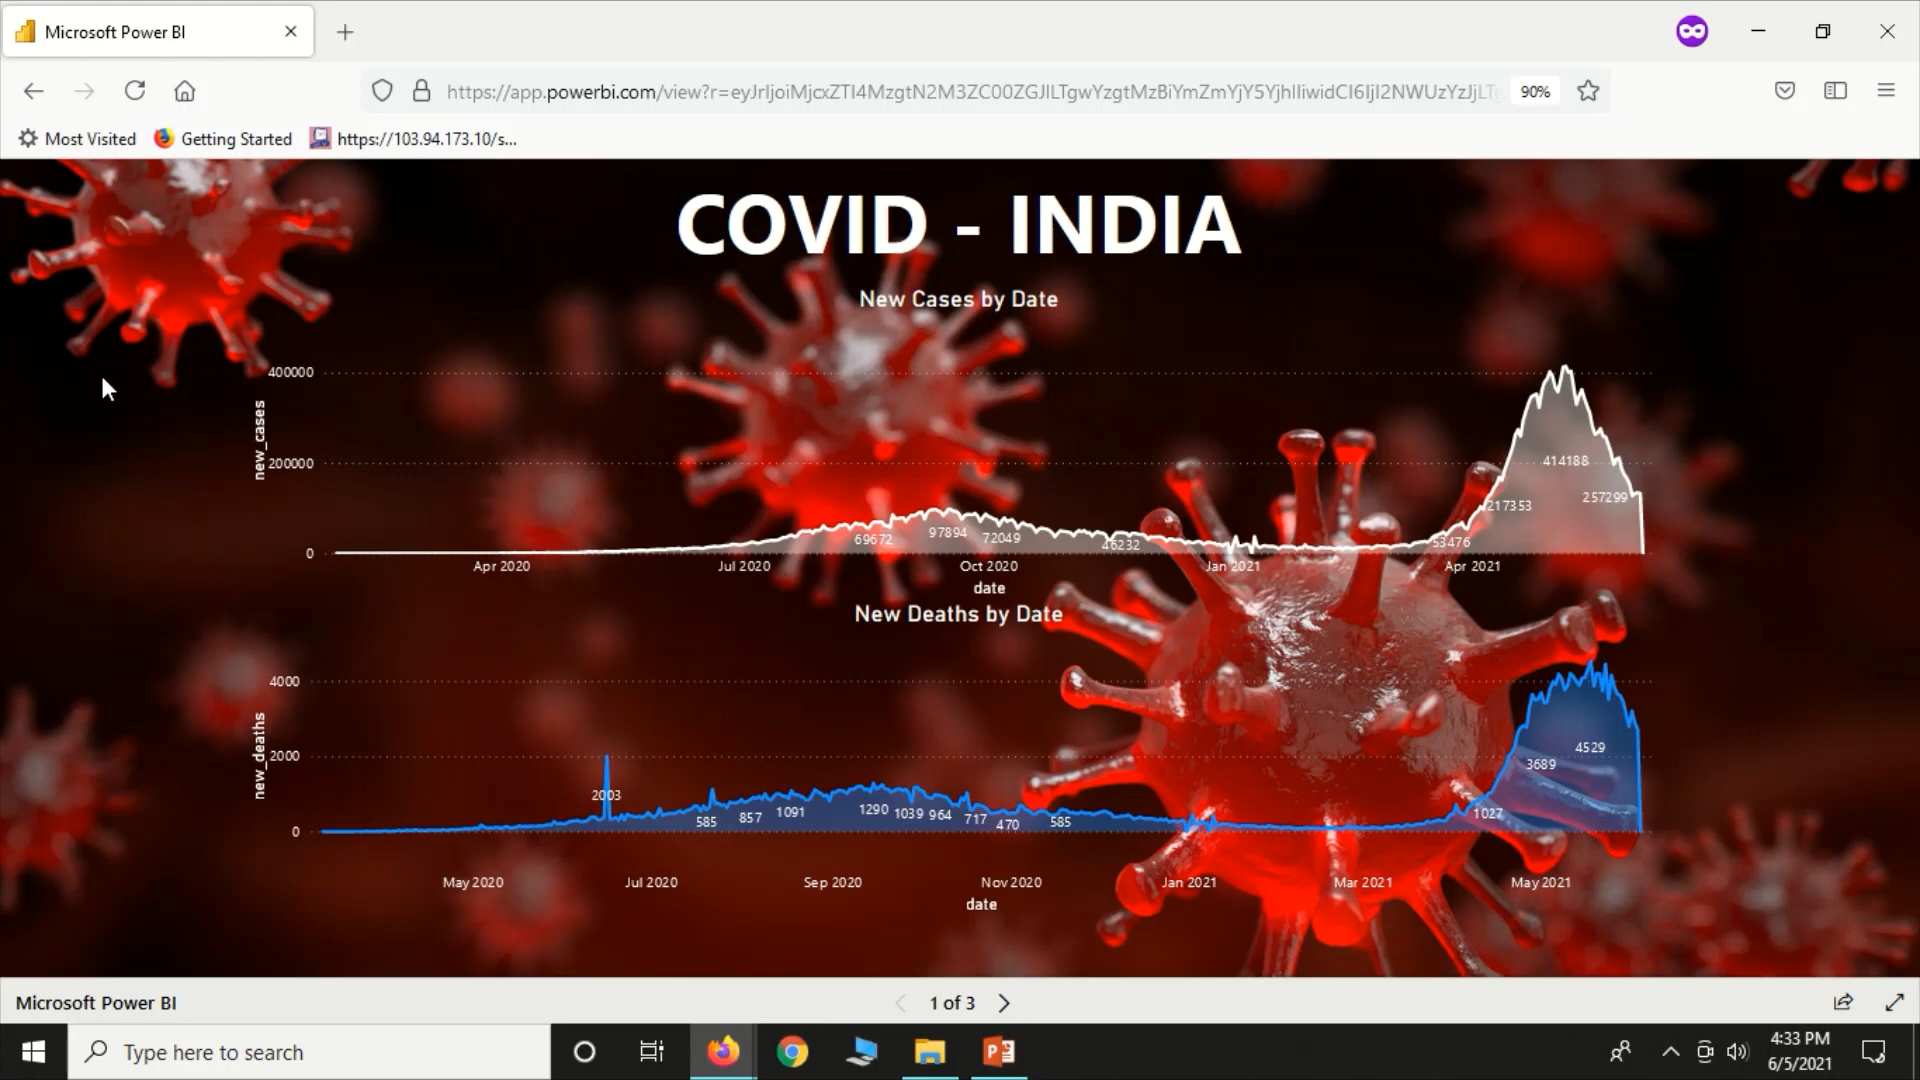 Microsoft Power BI
https://app.powerbi.com/view?r=
90%
Most Visited
Getting Started
https://103.94.173.10/s...
COVID - INDIA
New Cases by Date
new_cases
400000
200000
0
414188
257299
217353
69672
97894
72049
46232
53476
Apr 2020
Jul 2020
Oct 2020
Jan 2021
Apr 2021
date
New Deaths by Date
new_deaths
4000
2000
0
2003
585
857
1091
1290
1039
964
717
470
585
1027
3689
4529
May 2020
Jul 2020
Sep 2020
Nov 2020
Jan 2021
Mar 2021
May 2021
date
Microsoft Power BI
1 of 3
Type here to search
4:33 PM
6/5/2021